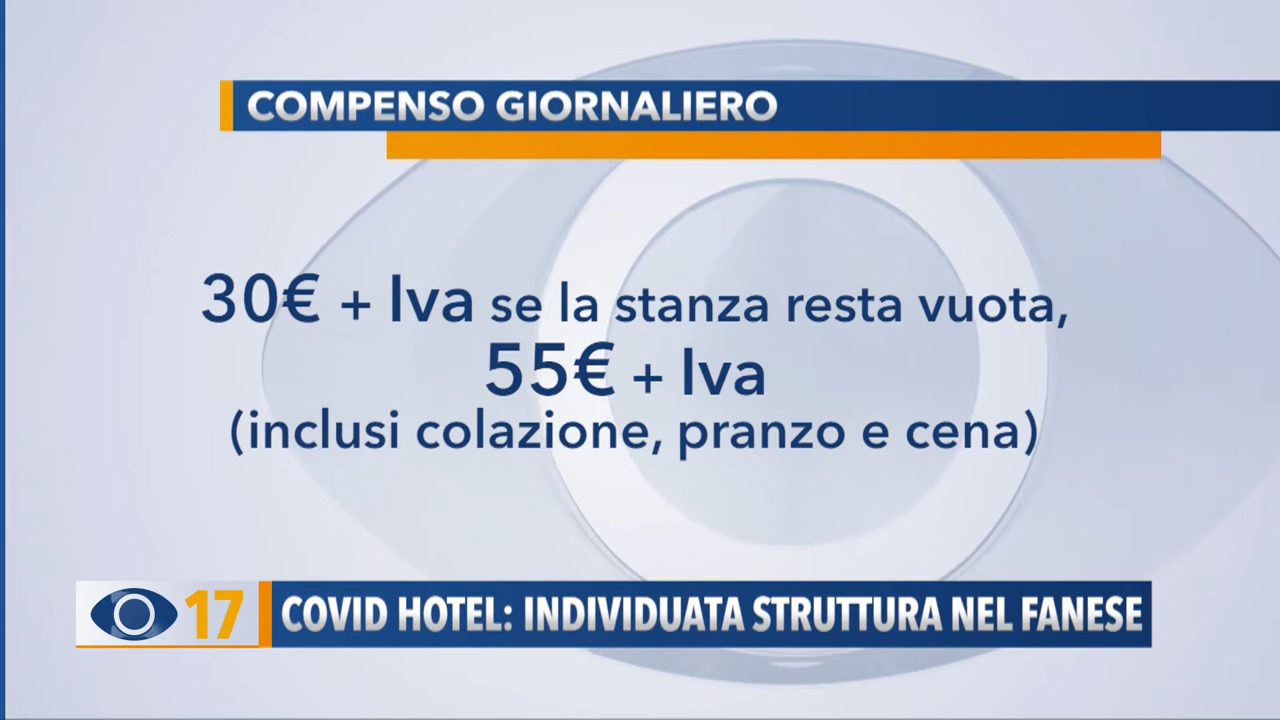 COMPENSO GIORNALIERO
30€ + Iva se la stanza resta vuota,
55€ + Iva
(inclusi colazione, pranzo e cena)
17
COVID HOTEL: INDIVIDUATA STRUTTURA NEL FANESE